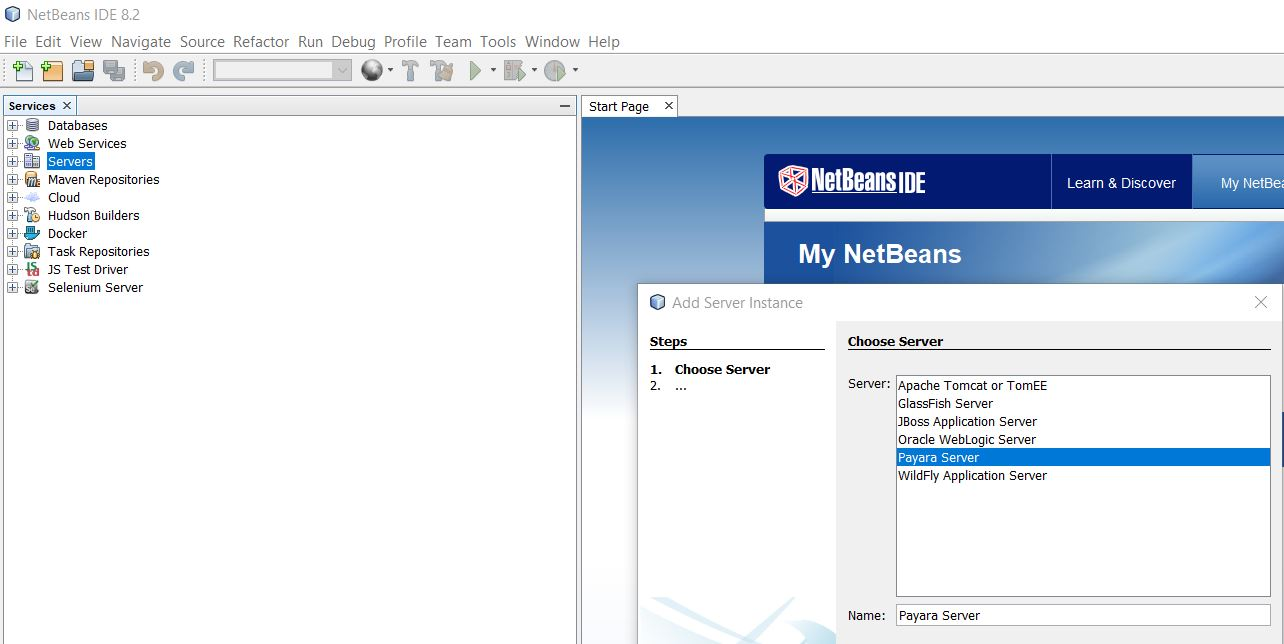 NetBeans IDE 8.2
File Edit View Navigate Source Refactor Run Debug Profile Team Tools Window Help
Services
Databases
Web Services
Servers
Maven Repositories
Cloud
Hudson Builders
Docker
Task Repositories
JS Test Driver
Selenium Server
Start Page
NetBeans IDE
Learn & Discover
My NetBea
My NetBeans
Add Server Instance
Steps
1. Choose Server
2. ...
Choose Server
Server:
Apache Tomcat or TomEE
GlassFish Server
JBoss Application Server
Oracle WebLogic Server
Payara Server
WildFly Application Server
Name: Payara Server